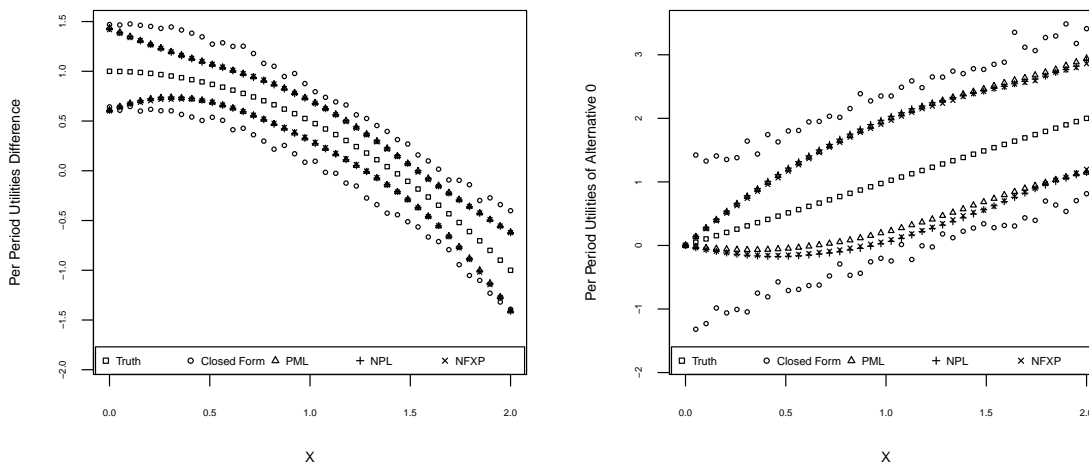 Per Period Utilities Difference
1.5
1.0
0.5
0.0
−0.5
−1.0
−1.5
−2.0
Truth
Closed Form
PML
NPL
NFXP
0.0
0.5
1.0
1.5
2.0
X
Per Period Utilities of Alternative 0
3
2
1
0
−1
−2
Truth
Closed Form
PML
NPL
NFXP
0.0
0.5
1.0
1.5
2.0
X